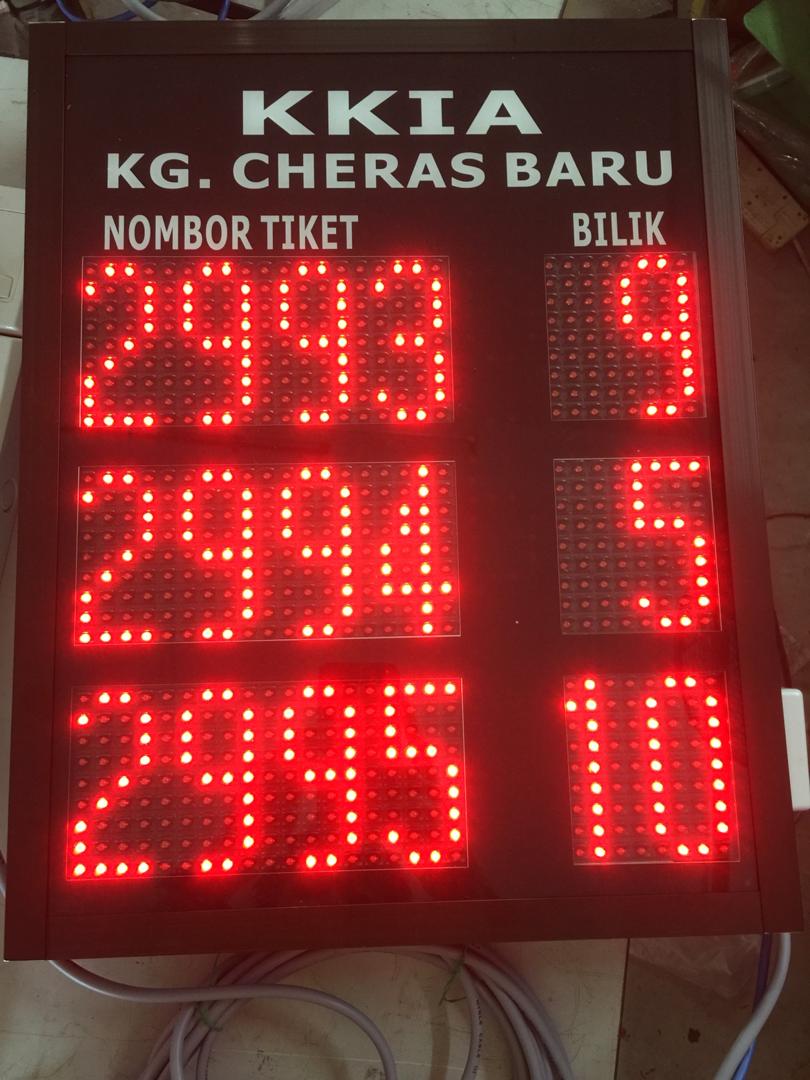 KKIA
KG. CHERAS BARU
NOMBOR TIKET BILIK
2993 9
2994 5
2995 10